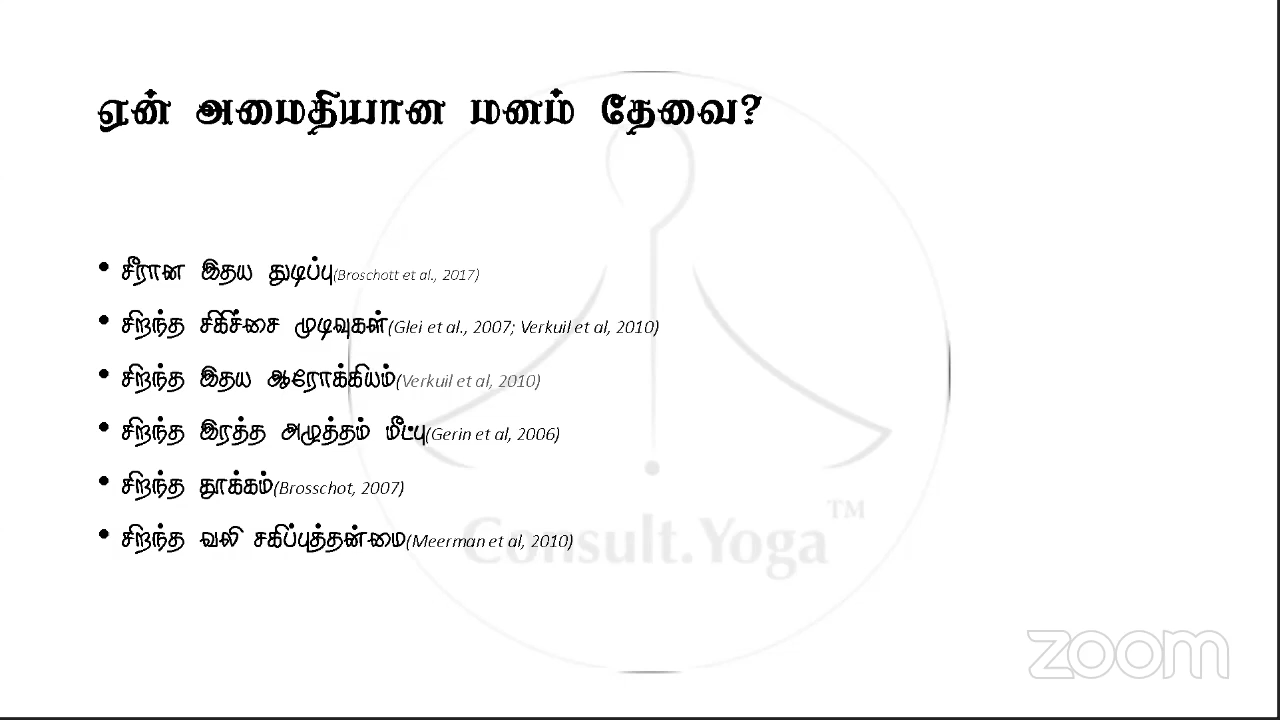 ஏன் அமைதியான மனம் தேவை?
• சீரான இதய துடிப்பு(Broschott et al., 2017)
• சிறந்த சிகிச்சை முடிவுகள்(Glei et al., 2007; Verkuil et al, 2010)
• சிறந்த இதய ஆரோக்கியம்(Verkuil et al, 2010)
• சிறந்த இரத்த அழுத்தம் மீட்பு(Gerin et al, 2006)
• சிறந்த தூக்கம்(Brosschot, 2007)
• சிறந்த வலி சகிப்புத்தன்மை(Meerman et al, 2010)
Consult.Yoga™
zoom